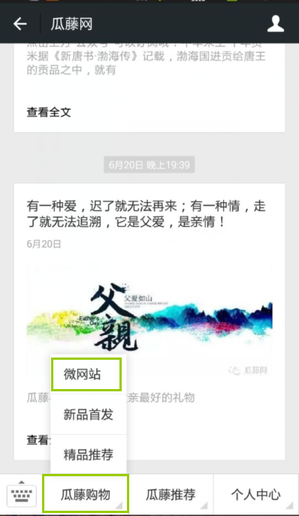 瓜藤网
米据《新唐书·渤海传》记载，渤海国进贡给唐王
的贡品之中，就有
查看全文
6月20日 晚上19:39
有一种爱，迟了就无法再来；有一种情，走
了就无法追溯，它是父爱，是亲情！
6月20日
父親
父爱如山
Father's
Day
瓜藤网
瓜藤
亲最好的礼物
微网站
新品首发
精品推荐
查看
瓜藤购物
瓜藤推荐
个人中心